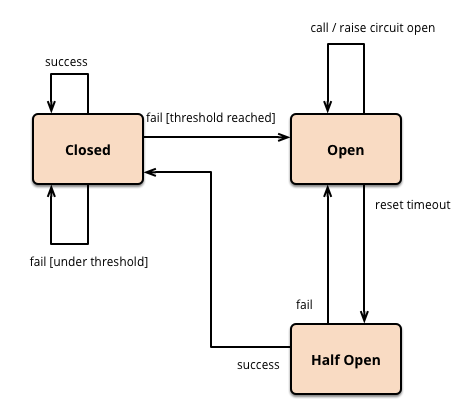 call / raise circuit open
success
fail [threshold reached]
Closed
Open
reset timeout
fail [under threshold]
fail
Half Open
success